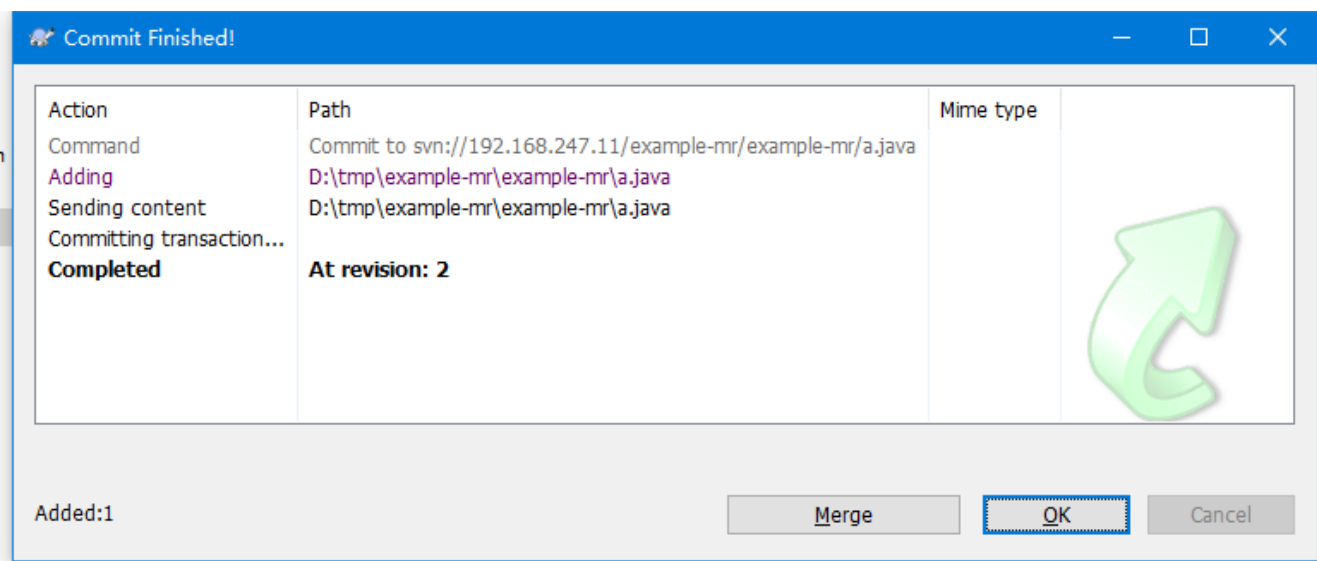 Commit Finished!
Action Path Mime type
Command Commit to svn://192.168.247.11/example-mr/example-mr/a.java
Adding D:\tmp\example-mr\example-mr\a.java
Sending content D:\tmp\example-mr\example-mr\a.java
Committing transaction...
Completed At revision: 2
Added:1 Merge OK Cancel